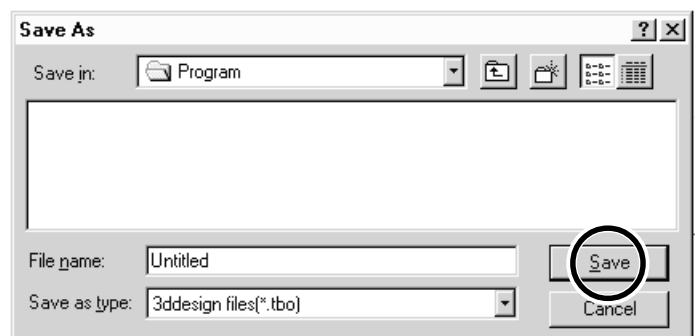 Save As
Save in: Program
File name: Untitled
Save
Save as type: 3ddesign files(*.tbo)
Cancel